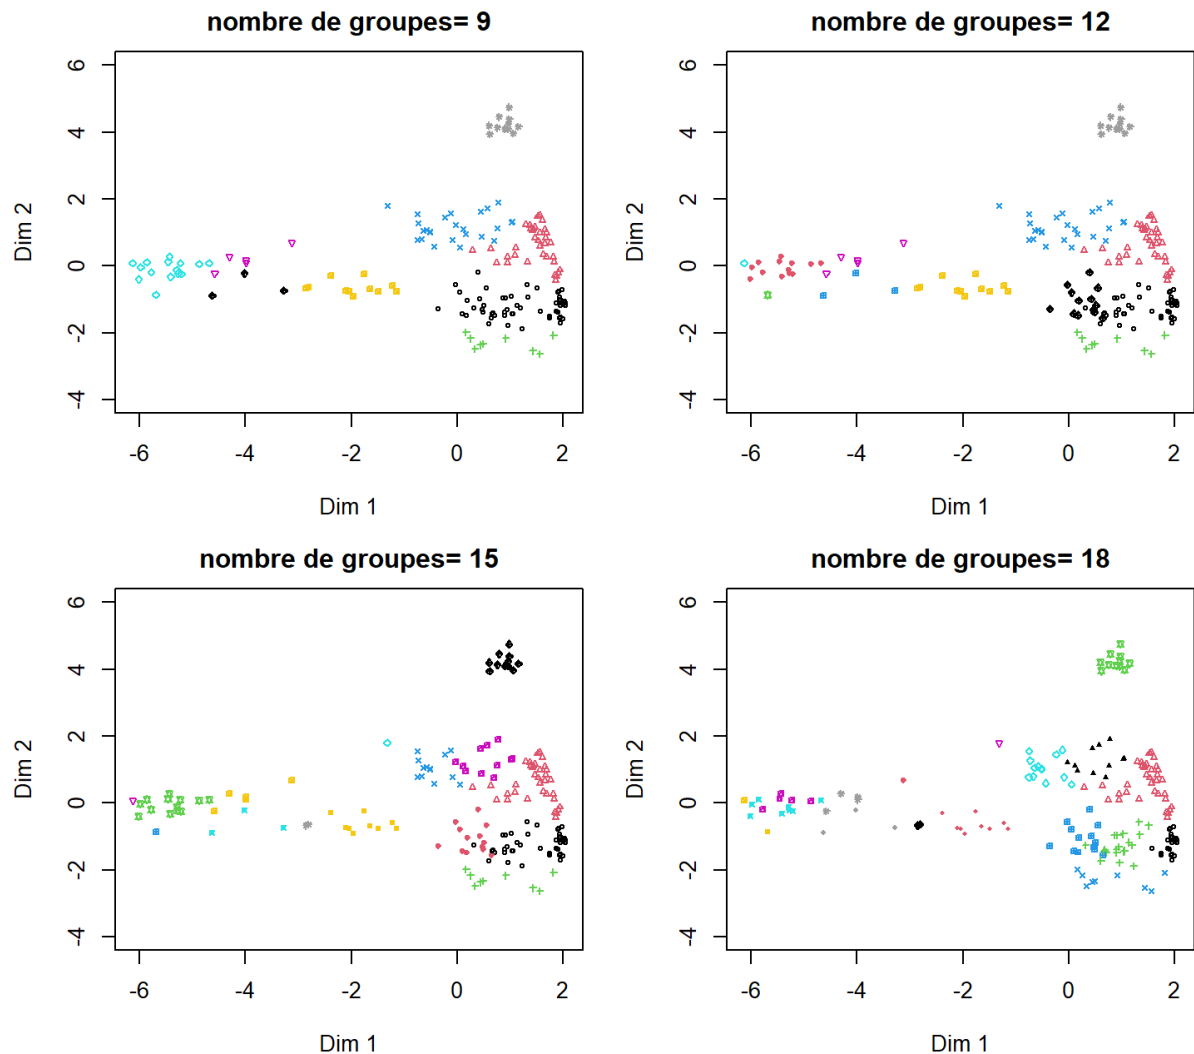 nombre de groupes= 9
6
4
2
0
-2
-4
Dim 2
-6 -4 -2 0 2
Dim 1
nombre de groupes= 12
6
4
2
0
-2
-4
Dim 2
-6 -4 -2 0 2
Dim 1
nombre de groupes= 15
6
4
2
0
-2
-4
Dim 2
-6 -4 -2 0 2
Dim 1
nombre de groupes= 18
6
4
2
0
-2
-4
Dim 2
-6 -4 -2 0 2
Dim 1